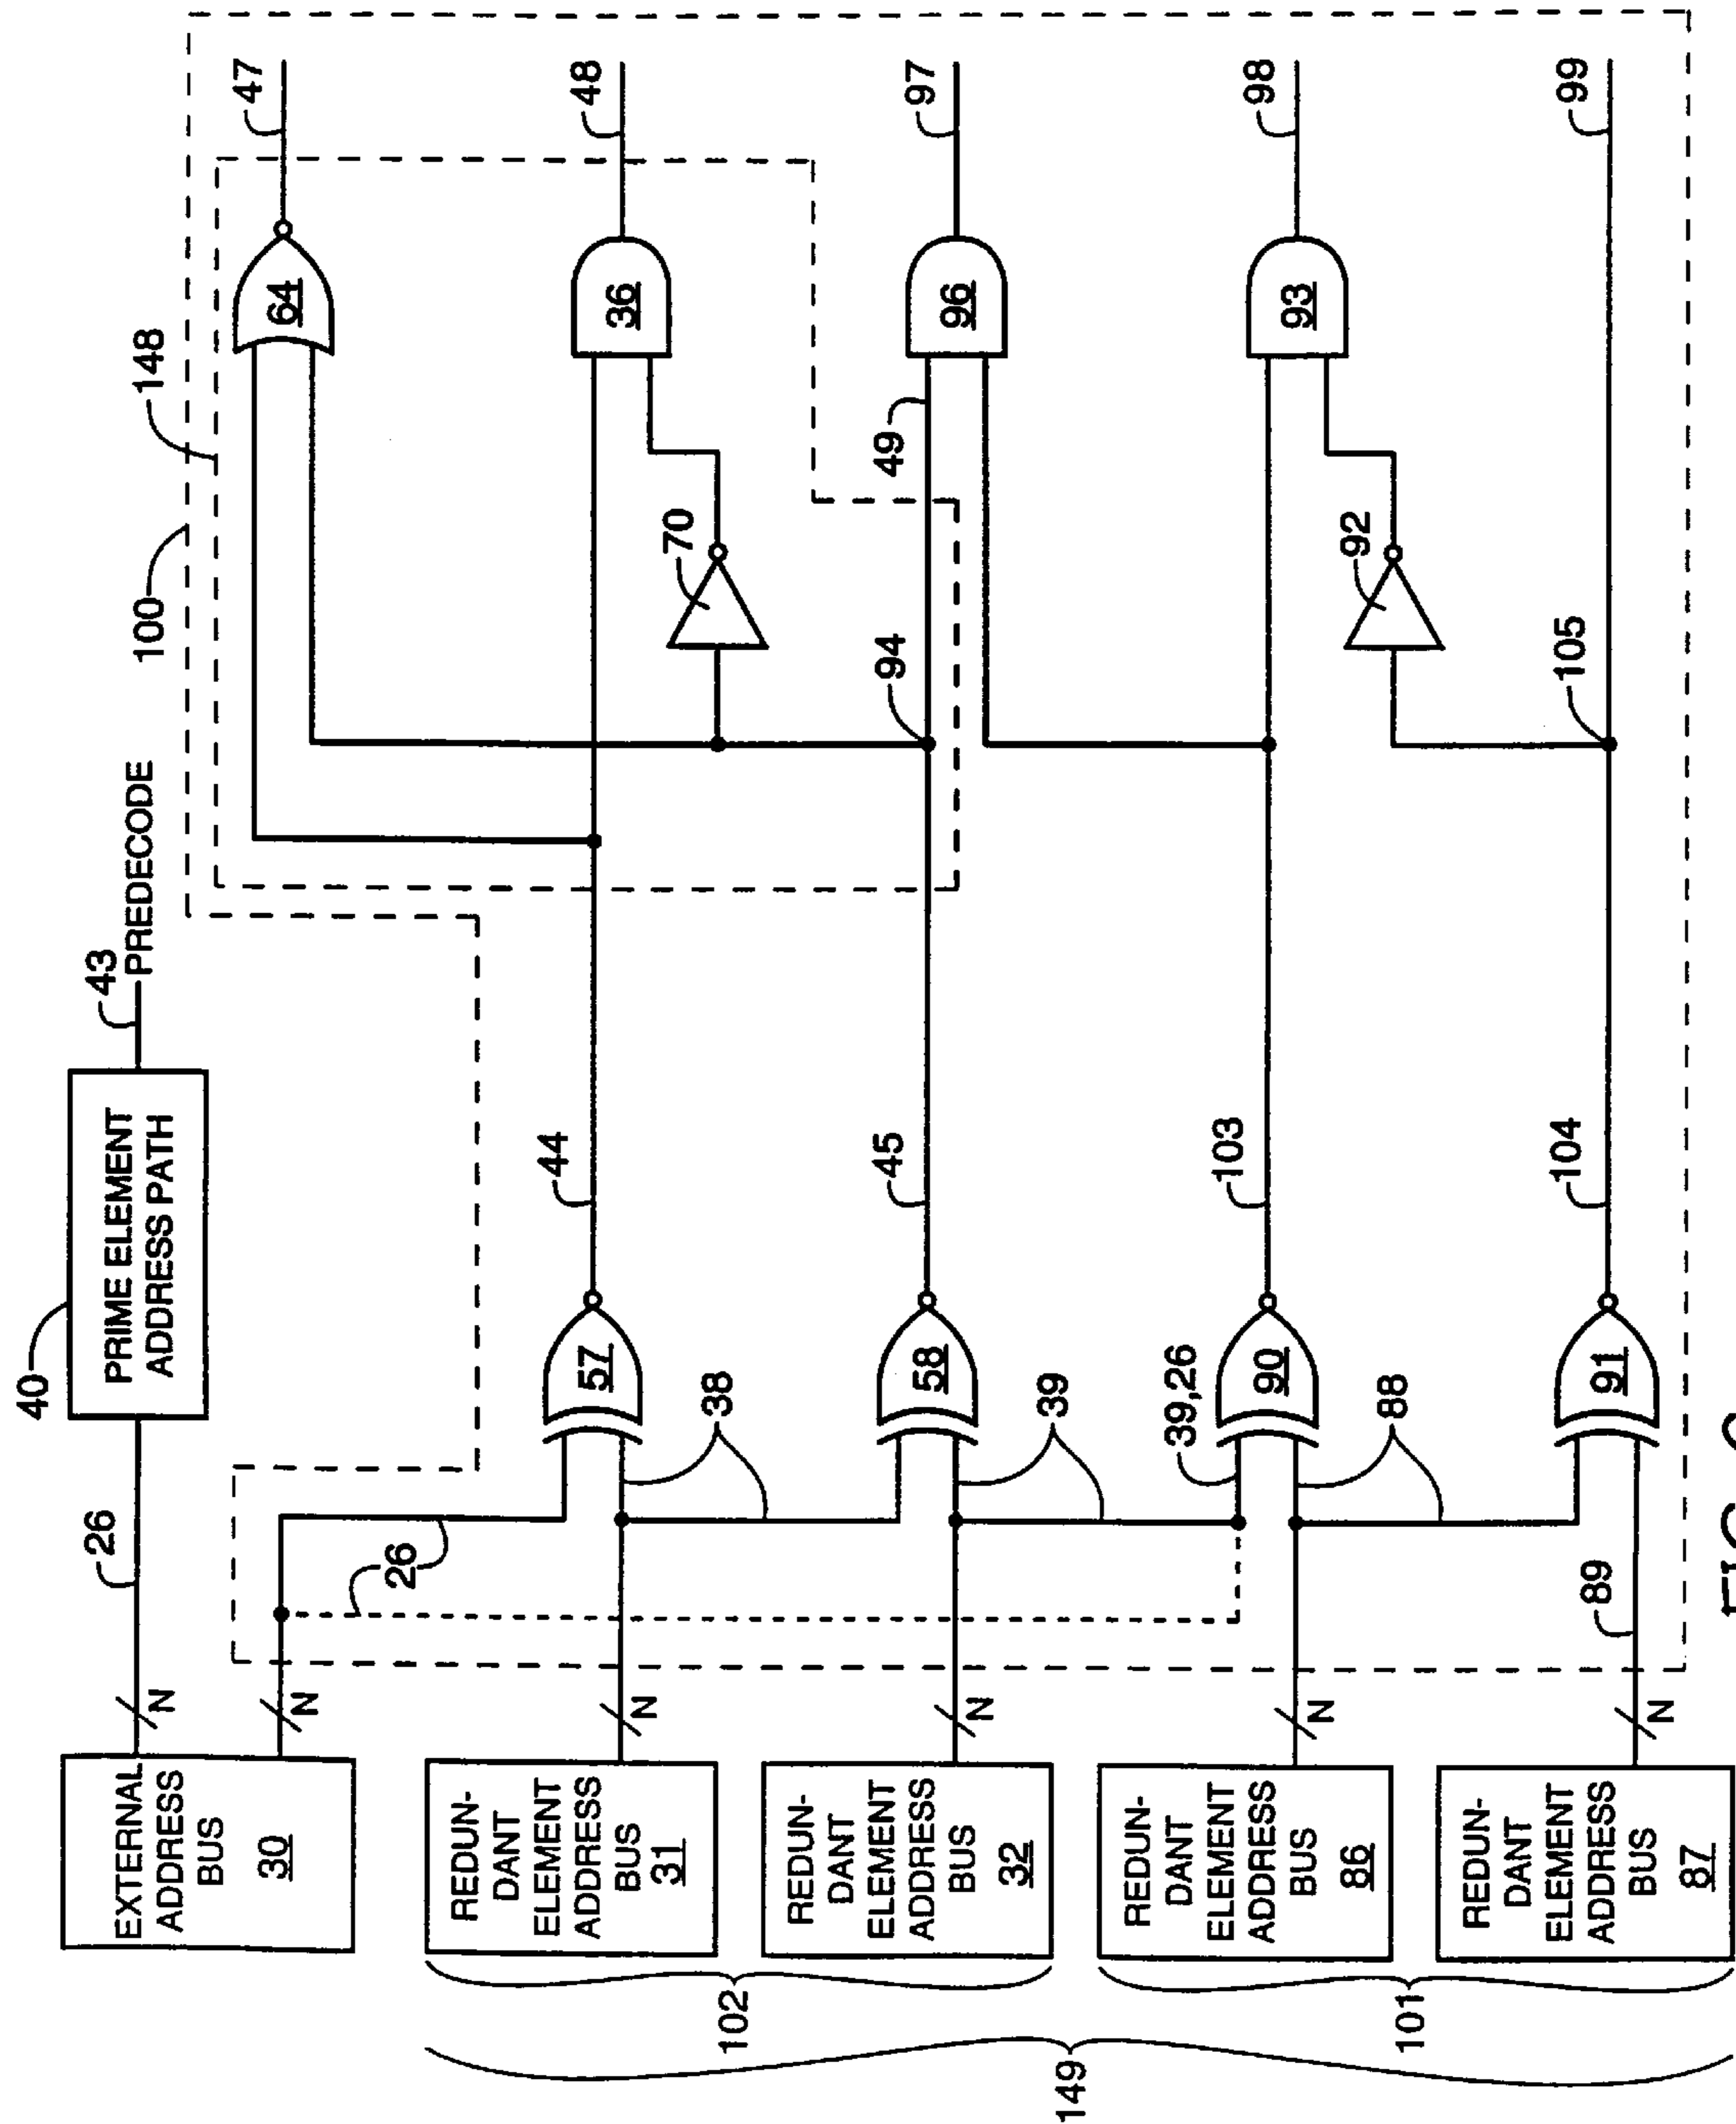 40
PRIME ELEMENT
ADDRESS PATH
43
PREDECODE
26
EXTERNAL
ADDRESS
BUS
30
N
N
26
100
148
64
47
REDUN-
DANT
ELEMENT
ADDRESS
BUS
31
N
38
57
44
70
36
48
REDUN-
DANT
ELEMENT
ADDRESS
BUS
32
N
39
58
45
94
49
96
97
102
REDUN-
DANT
ELEMENT
ADDRESS
BUS
86
N
39,26
88
90
103
92
93
98
REDUN-
DANT
ELEMENT
ADDRESS
BUS
87
N
89
91
104
105
99
101
149